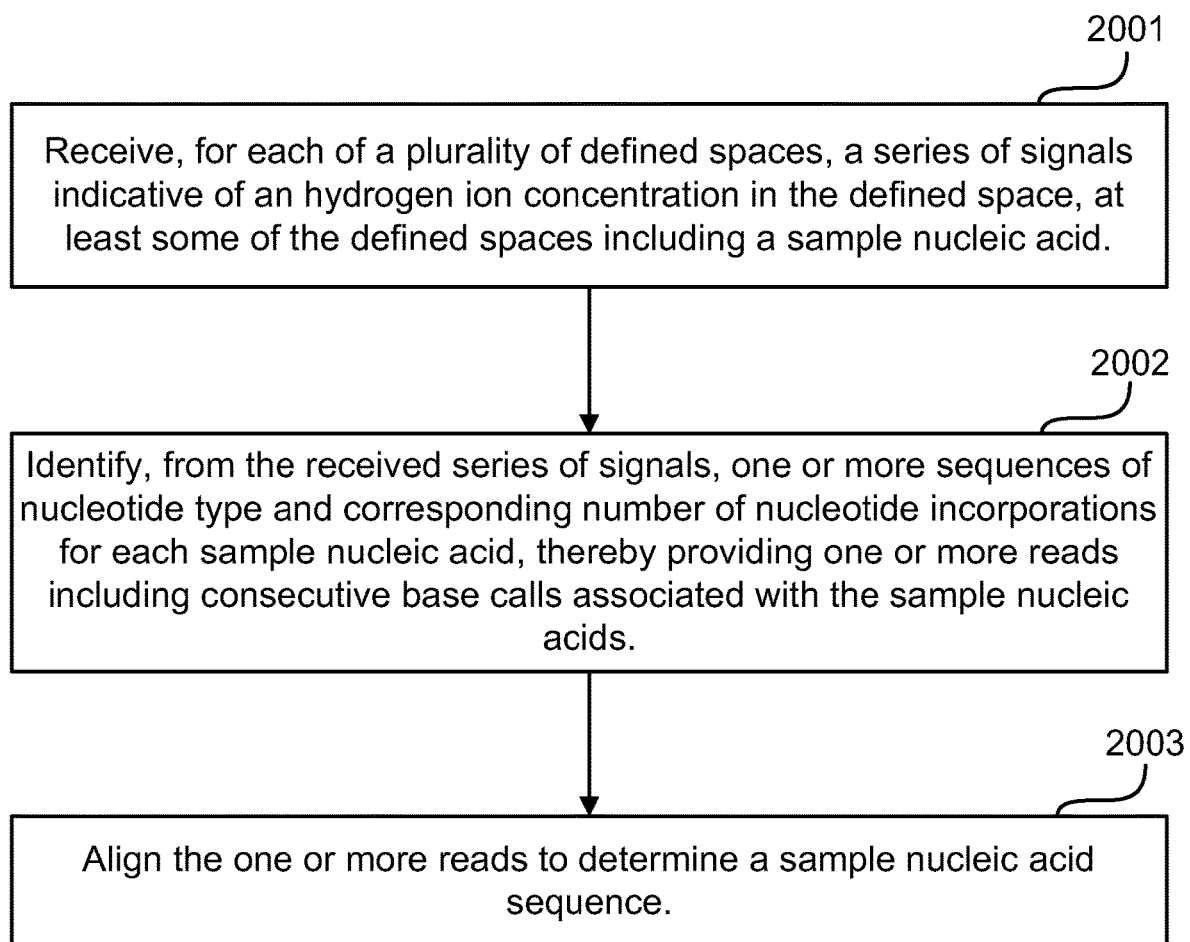 2001
Receive, for each of a plurality of defined spaces, a series of signals
indicative of an hydrogen ion concentration in the defined space, at
least some of the defined spaces including a sample nucleic acid.
2002
Identify, from the received series of signals, one or more sequences of
nucleotide type and corresponding number of nucleotide incorporations
for each sample nucleic acid, thereby providing one or more reads
including consecutive base calls associated with the sample nucleic
acids.
2003
Align the one or more reads to determine a sample nucleic acid
sequence.